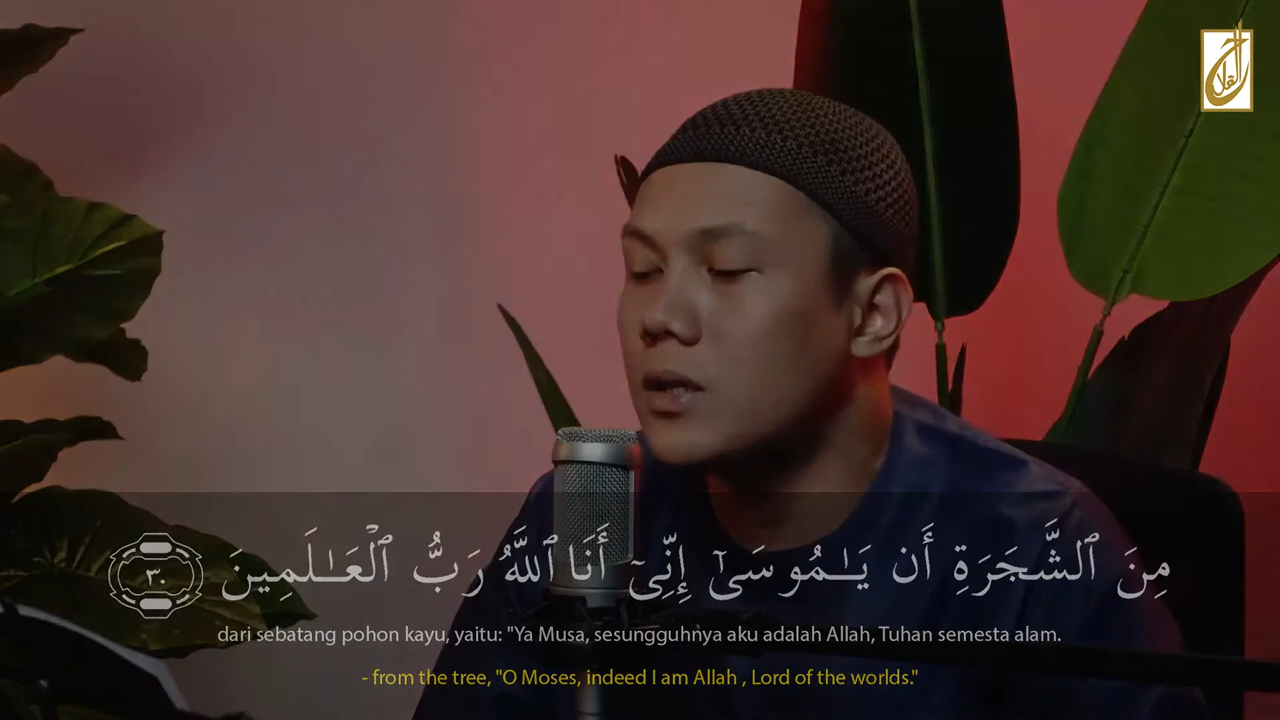 القلاح
مِنَ ٱلشَّجَرَةِ أَن يَـٰمُوسَىٰٓ إِنِّىٓ أَنَا ٱللَّهُ رَبُّ ٱلْعَـٰلَمِينَ ٣٠
dari sebatang pohon kayu, yaitu: "Ya Musa, sesungguhnya aku adalah Allah, Tuhan semesta alam.
- from the tree, "O Moses, indeed I am Allah , Lord of the worlds."